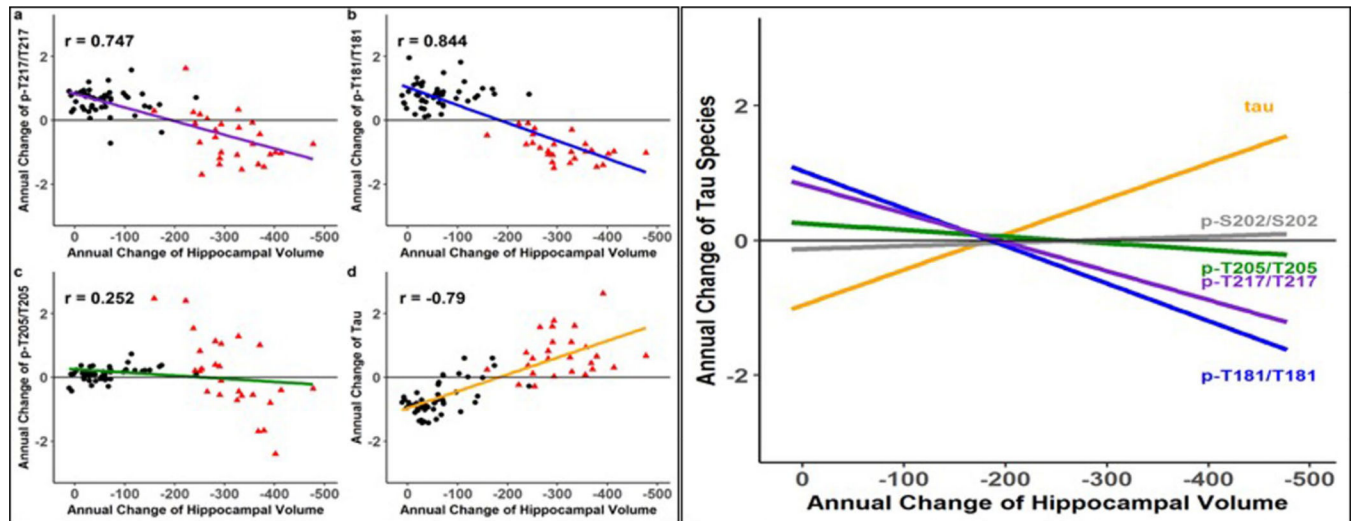 a
r = 0.747
Annual Change of p-T217/T217
2
0
-2
0 -100 -200 -300 -400 -500
Annual Change of Hippocampal Volume
b
r = 0.844
Annual Change of p-T181/T181
2
0
-2
0 -100 -200 -300 -400 -500
Annual Change of Hippocampal Volume
c
r = 0.252
Annual Change of p-T205/T205
2
0
-2
0 -100 -200 -300 -400 -500
Annual Change of Hippocampal Volume
d
r = -0.79
Annual Change of Tau
2
0
-2
0 -100 -200 -300 -400 -500
Annual Change of Hippocampal Volume
Annual Change of Tau Species
2
0
-2
tau
p-S202/S202
p-T205/T205
p-T217/T217
p-T181/T181
0 -100 -200 -300 -400 -500
Annual Change of Hippocampal Volume